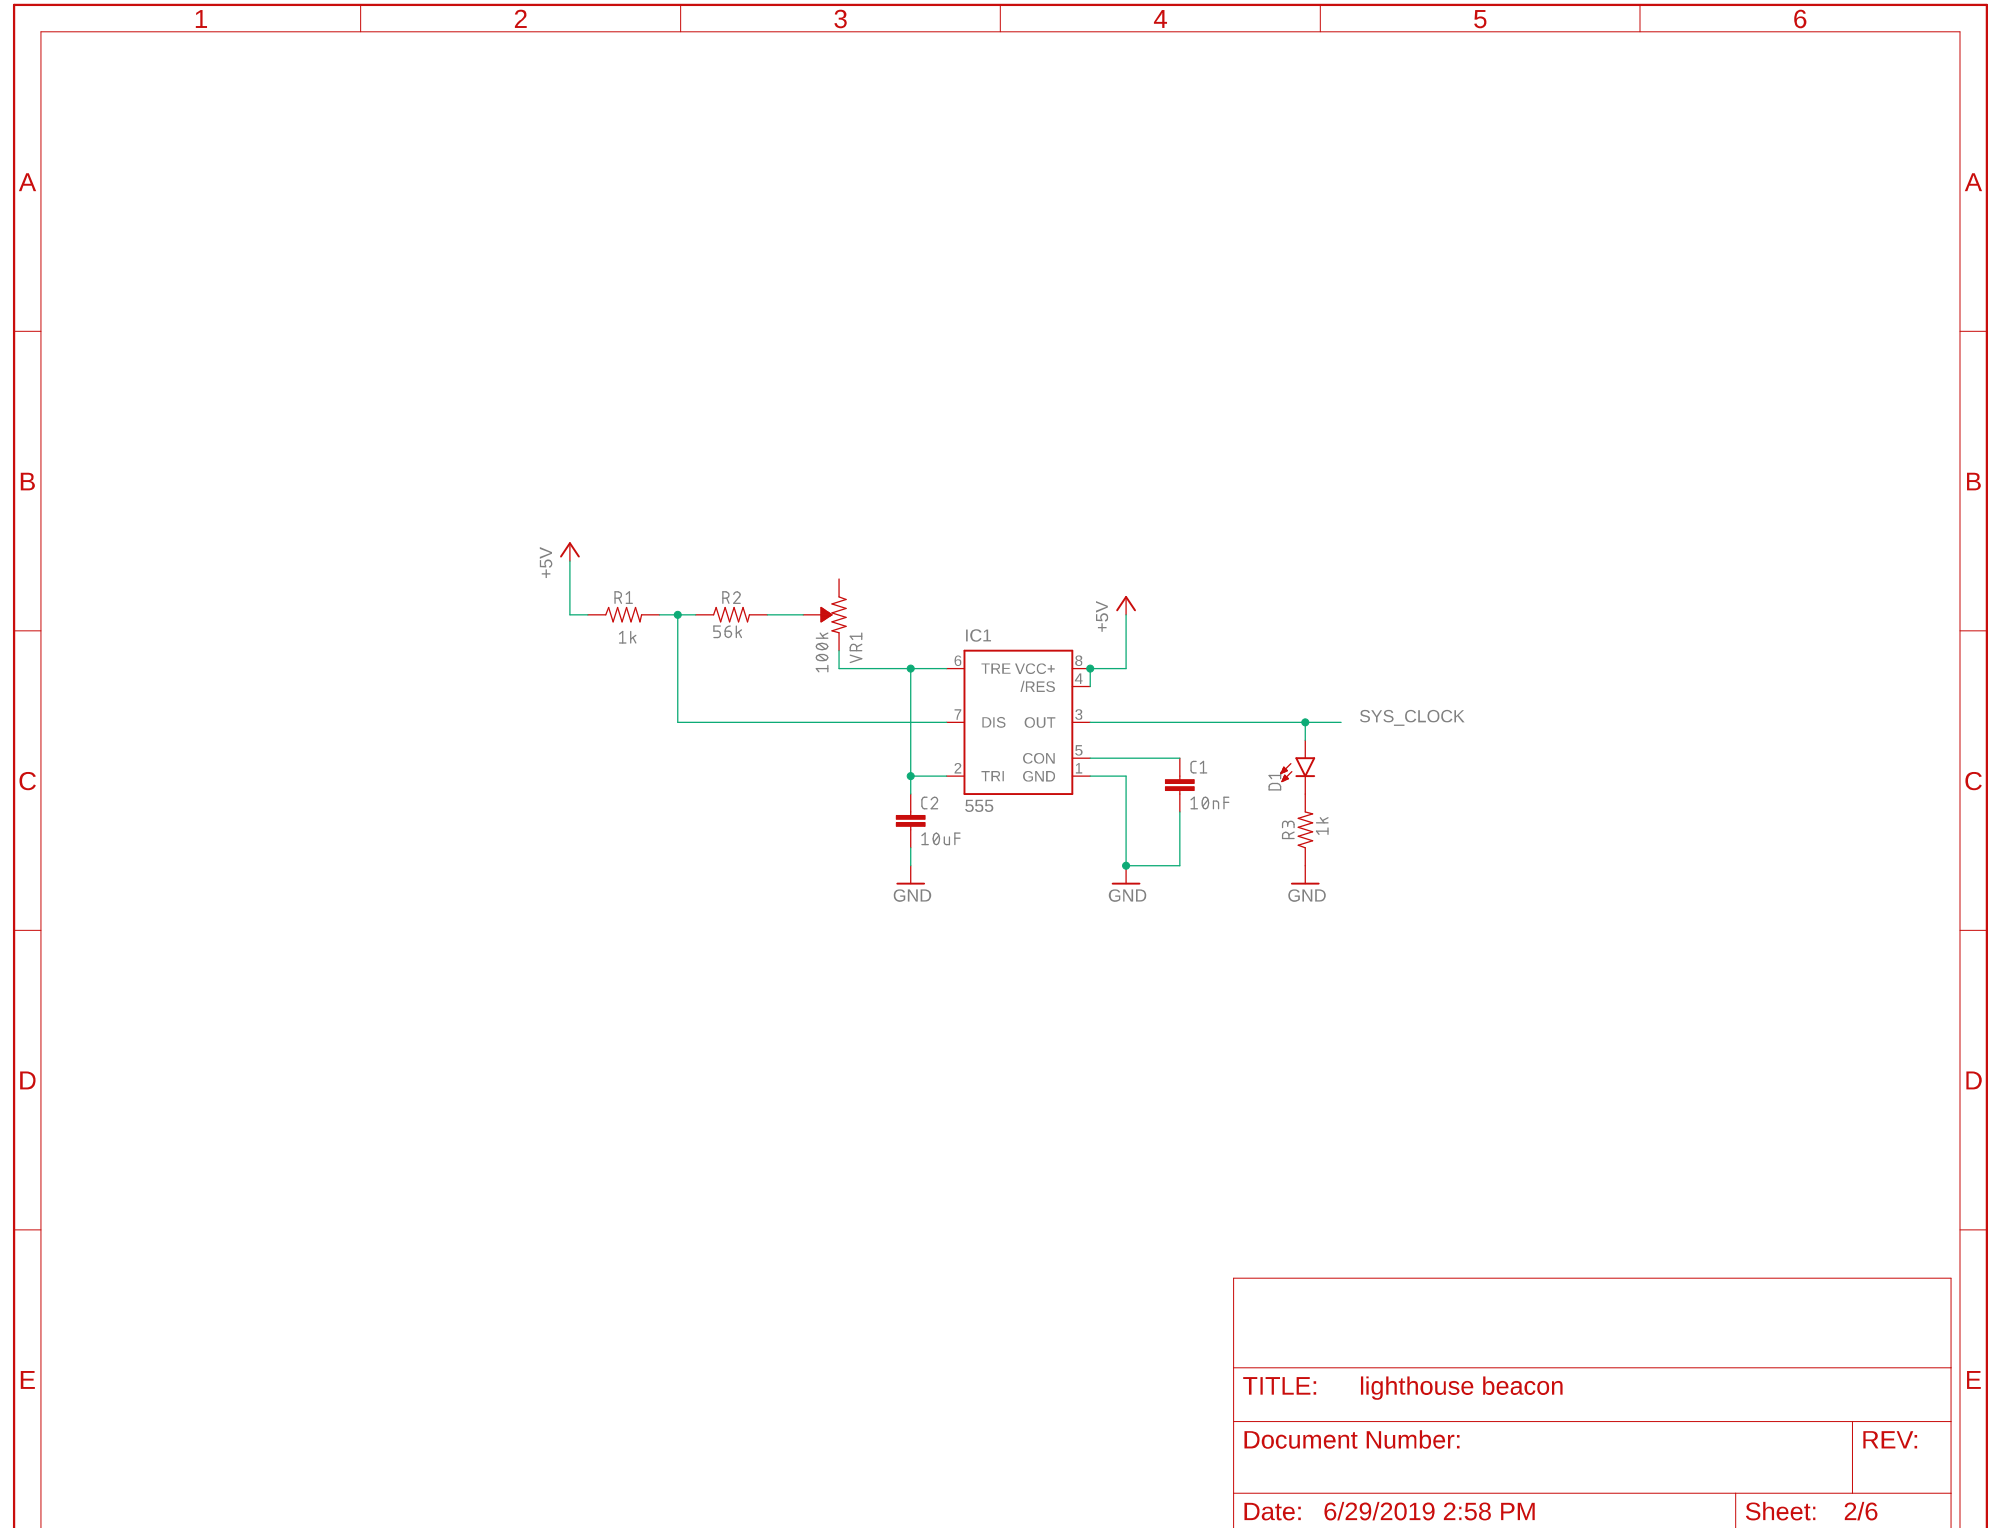 1 2 3 4 5 6
A A
B B
+5V
R1 R2
1k 56k
100k VR1
+5V
IC1
6 TRE VCC+ 8
/RES 4
7 DIS OUT 3
SYS_CLOCK
CON 5
2 TRI GND 1
555
C1
10nF
C2
10uF
D1
R3 1k
GND GND GND
C C
D D
E E
TITLE: lighthouse beacon
Document Number: REV:
Date: 6/29/2019 2:58 PM Sheet: 2/6